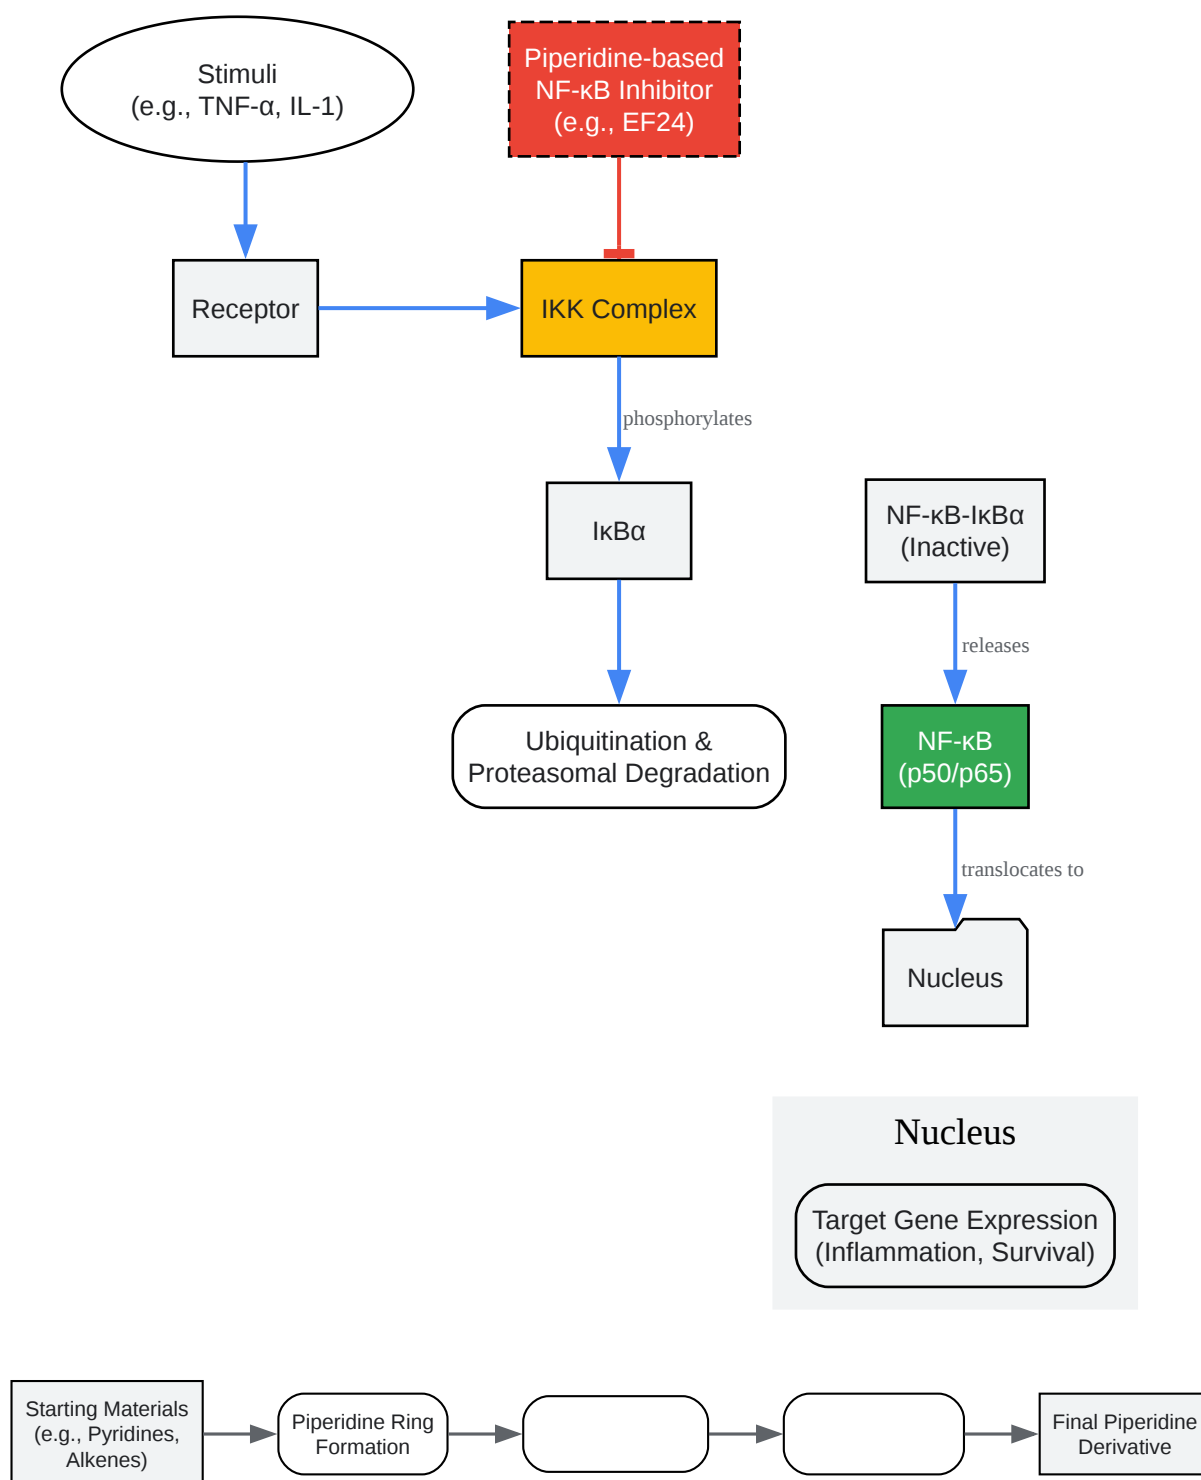 Stimuli
(e.g., TNF-α, IL-1)
Piperidine-based
NF-κB Inhibitor
(e.g., EF24)
Receptor
IKK Complex
phosphorylates
IκBα
NF-κB-IκBα
(Inactive)
releases
Ubiquitination &
Proteasomal Degradation
NF-κB
(p50/p65)
translocates to
Nucleus
Nucleus
Target Gene Expression
(Inflammation, Survival)
Starting Materials
(e.g., Pyridines,
Alkenes)
Piperidine Ring
Formation
Final Piperidine
Derivative